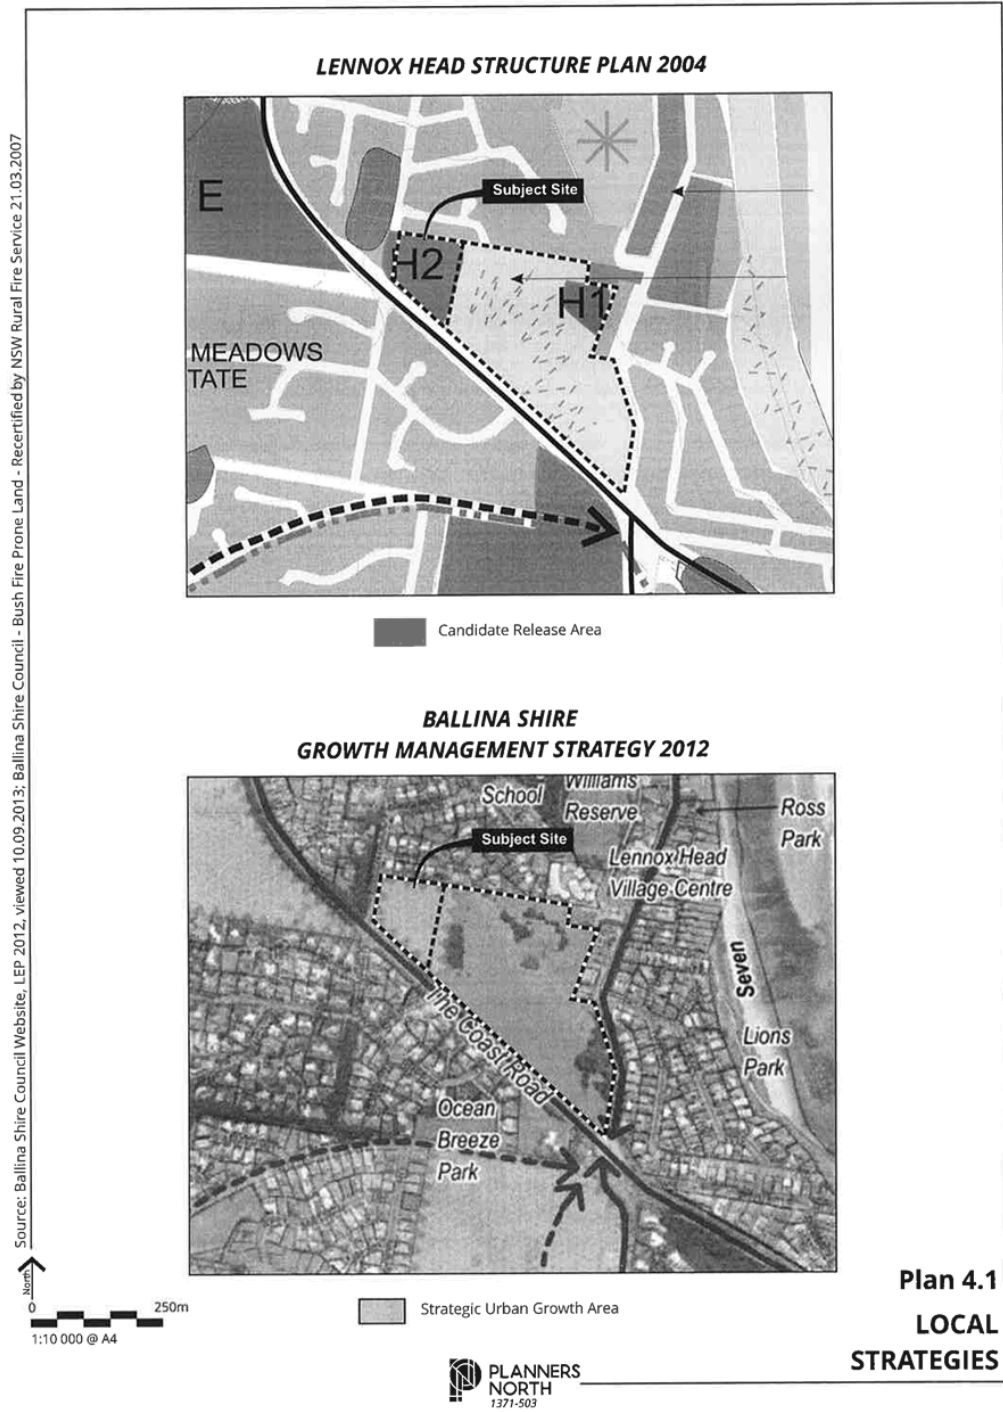 LENNOX HEAD STRUCTURE PLAN 2004
E
Subject Site
H2
H1
MEADOWS
TATE
Candidate Release Area
BALLINA SHIRE
GROWTH MANAGEMENT STRATEGY 2012
School
Williams
Reserve
Ross
Park
Subject Site
Lennox Head
Village Centre
Seven
The Coast Road
Lions
Park
Ocean
Breeze
Park
Strategic Urban Growth Area
Source: Ballina Shire Council Website, LEP 2012, viewed 10.09.2013; Ballina Shire Council - Bush Fire Prone Land - Recertified by NSW Rural Fire Service 21.03.2007
North
0 250m
1:10 000 @ A4
Plan 4.1
LOCAL
STRATEGIES
PLANNERS
NORTH
1371-503